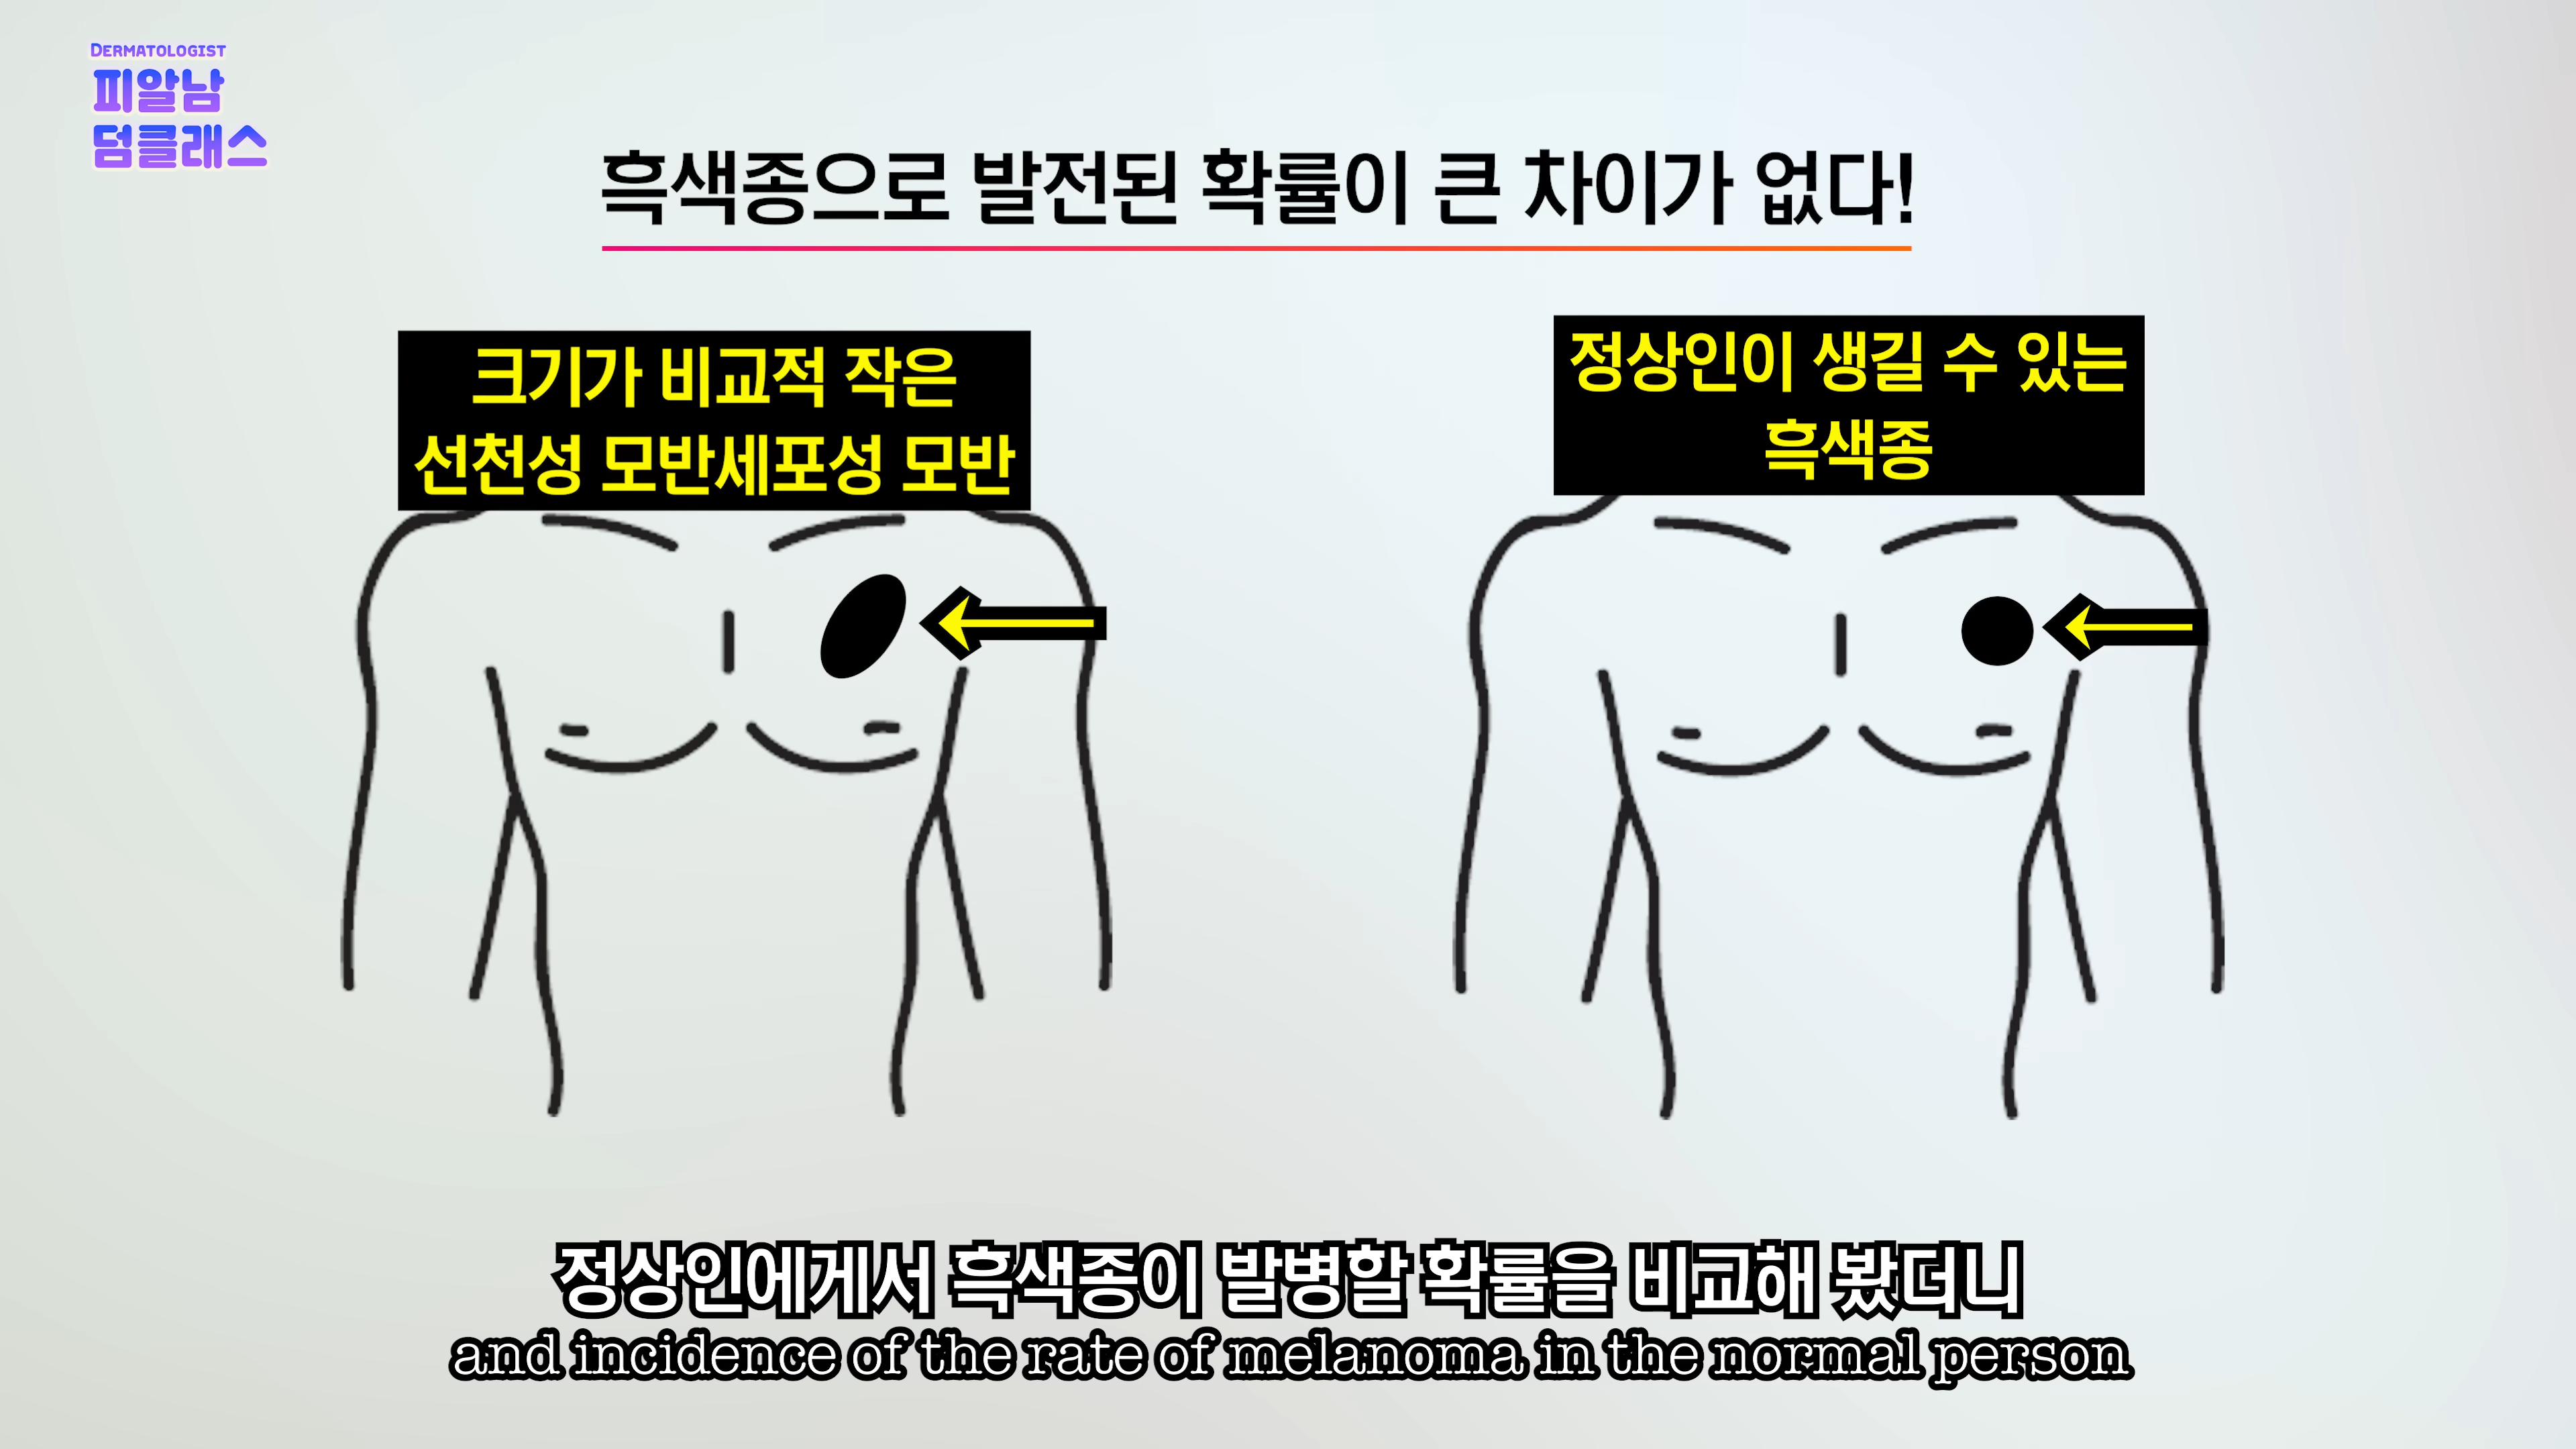 DERMATOLOGIST
피알남
덤클래스
흑색종으로 발전된 확률이 큰 차이가 없다!
크기가 비교적 작은
선천성 모반세포성 모반
정상인이 생길 수 있는
흑색종
정상인에게서 흑색종이 발병할 확률을 비교해 봤더니
and incidence of the rate of melanoma in the normal person